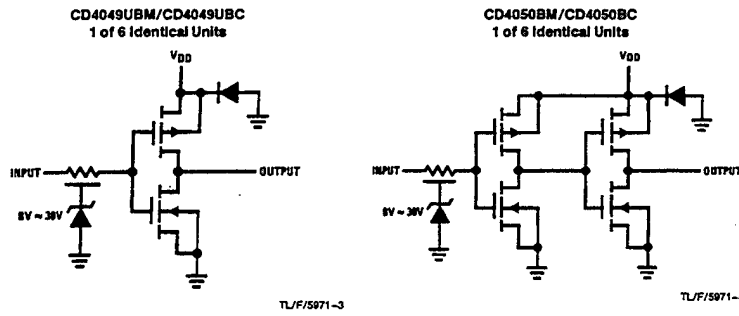 CD4049UBM/CD4049UBC
1 of 6 Identical Units
VDD
INPUT
OUTPUT
8V ~ 30V
TL/F/5971-3
CD4050BM/CD4050BC
1 of 6 Identical Units
VDD
INPUT
OUTPUT
8V ~ 30V
TL/F/5971-